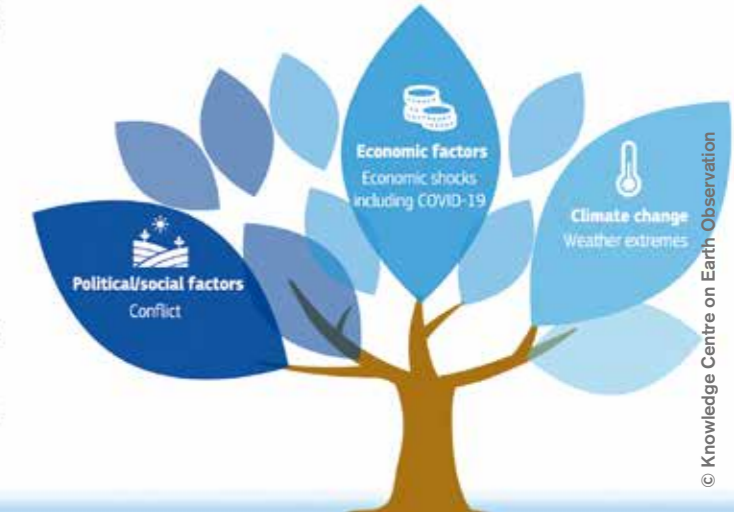 Economic factors
Economic shocks
including COVID-19
Climate change
Weather extremes
Political/social factors
Conflict
© Knowledge Centre on Earth Observation